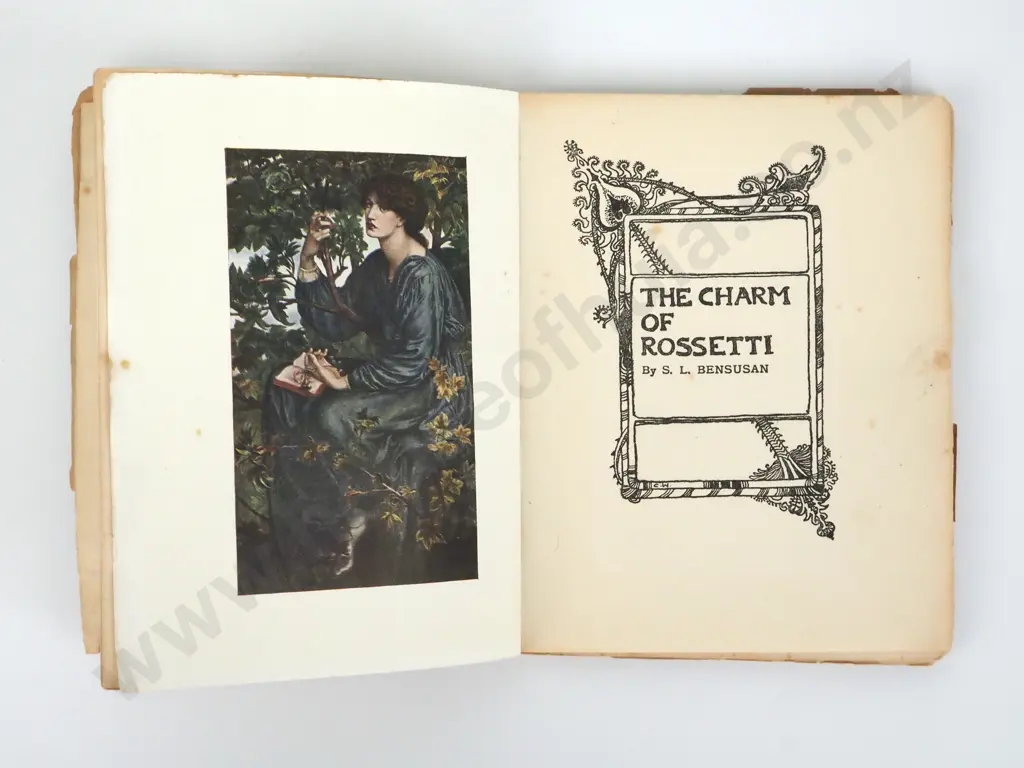 THE CHARM
OF
ROSSETTI
By S. L. BENSUSAN
C W